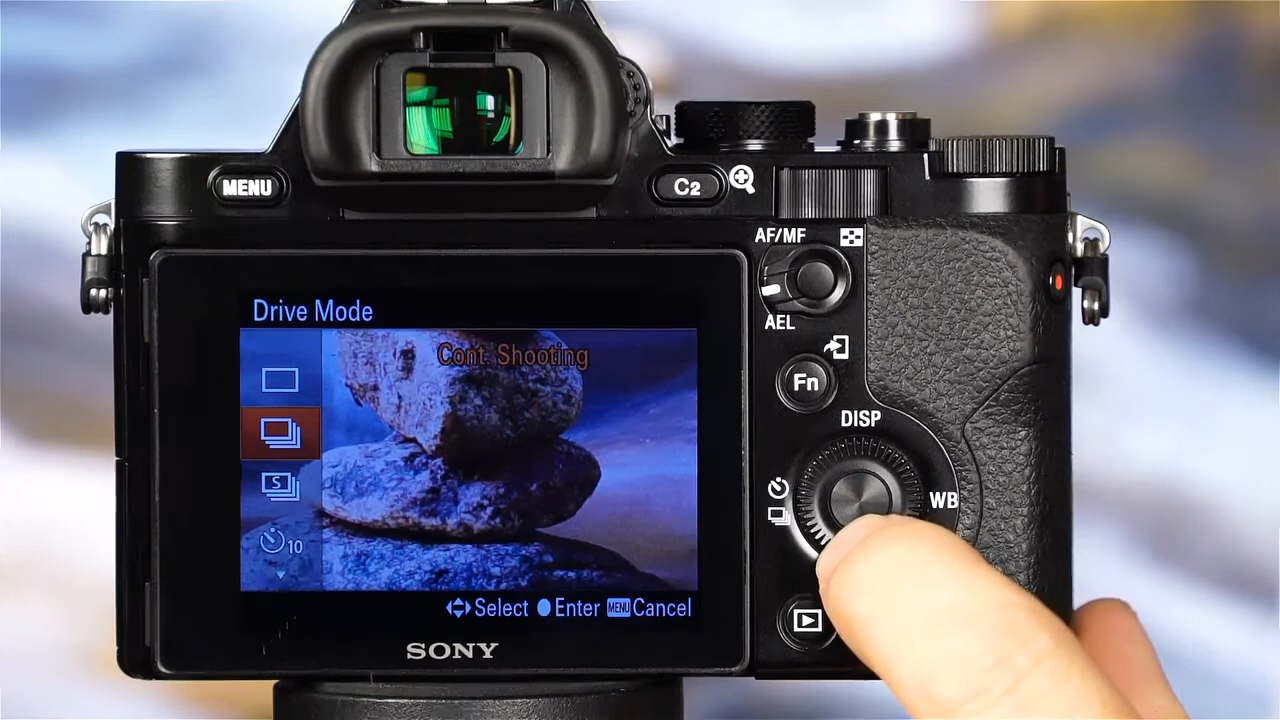 MENU
C2
AF/MF
AEL
Fn
DISP
WB
Drive Mode
Cont. Shooting
S
10
Select Enter MENU Cancel
SONY